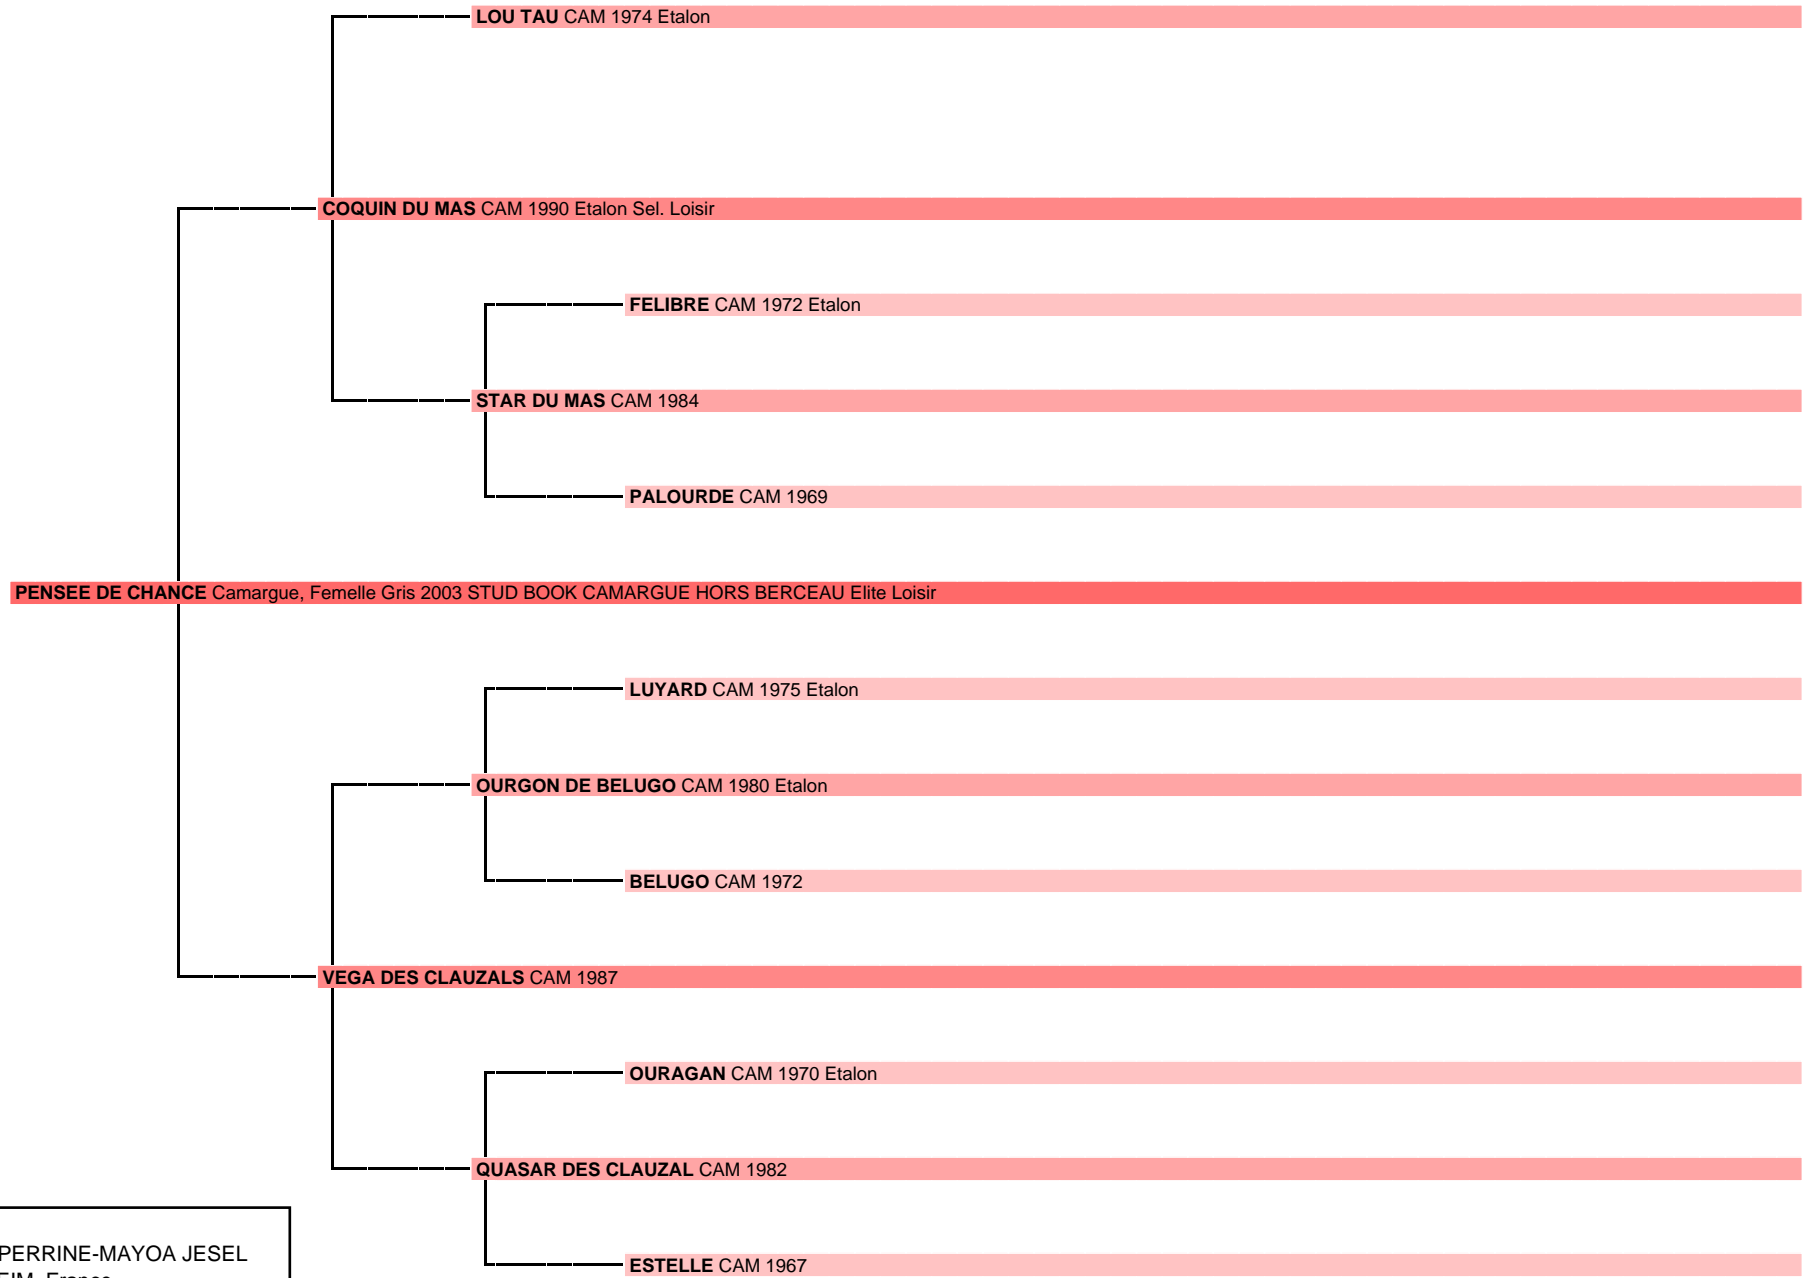 LOU TAU CAM 1974 Etalon
COQUIN DU MAS CAM 1990 Etalon Sel. Loisir
FELIBRE CAM 1972 Etalon
STAR DU MAS CAM 1984
PALOURDE CAM 1969
PENSEE DE CHANCE Camargue, Femelle Gris 2003 STUD BOOK CAMARGUE HORS BERCEAU Elite Loisir
LUYARD CAM 1975 Etalon
OURGON DE BELUGO CAM 1980 Etalon
BELUGO CAM 1972
VEGA DES CLAUZALS CAM 1987
OURAGAN CAM 1970 Etalon
QUASAR DES CLAUZAL CAM 1982
PERRINE-MAYOA JESEL
ESTELLE CAM 1967
France